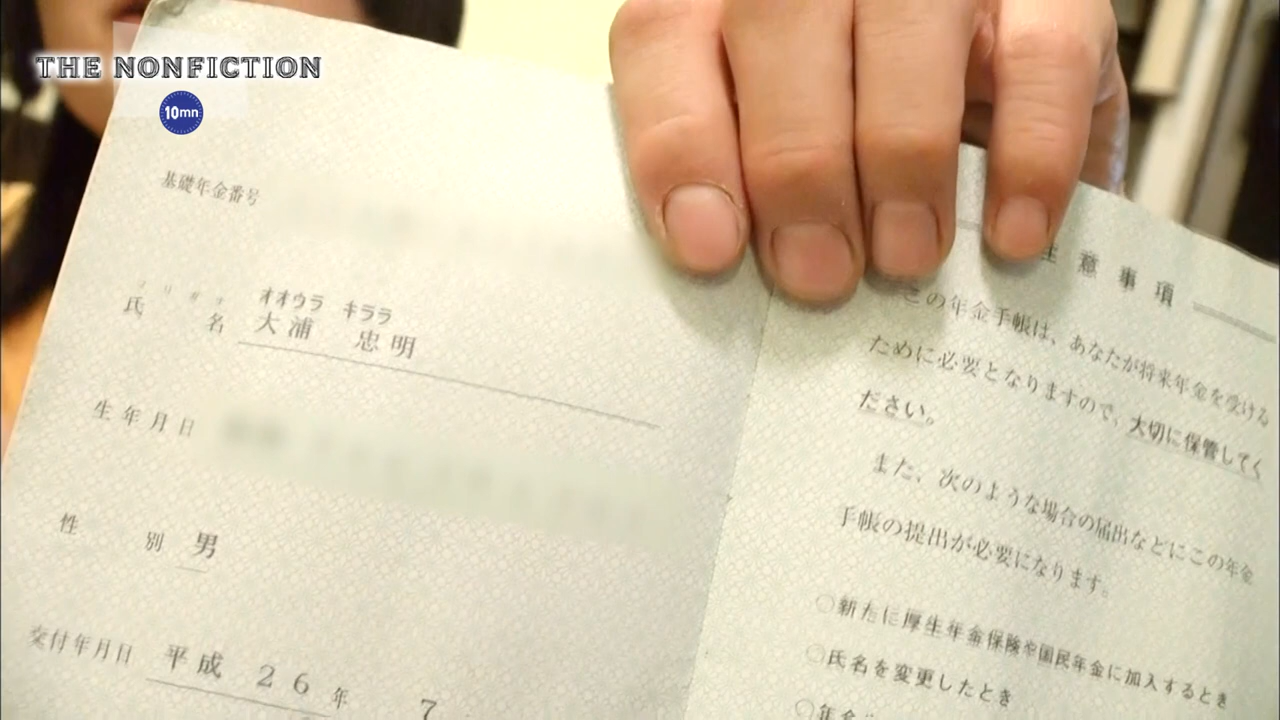 THE NONFICTION
10mn
基礎年金番号
フリガナ
オオウラ キララ
氏名 大浦 忠明
生年月日
性別 男
交付年月日 平成 26年 7
注意事項
この年金手帳は、あなたが将来年金を受ける
ために必要となりますので、大切に保管してく
ださい。
また、次のような場合の届出などにこの年金
手帳の提出が必要になります。
○新たに厚生年金保険や国民年金に加入するとき
○氏名を変更したとき
○年金